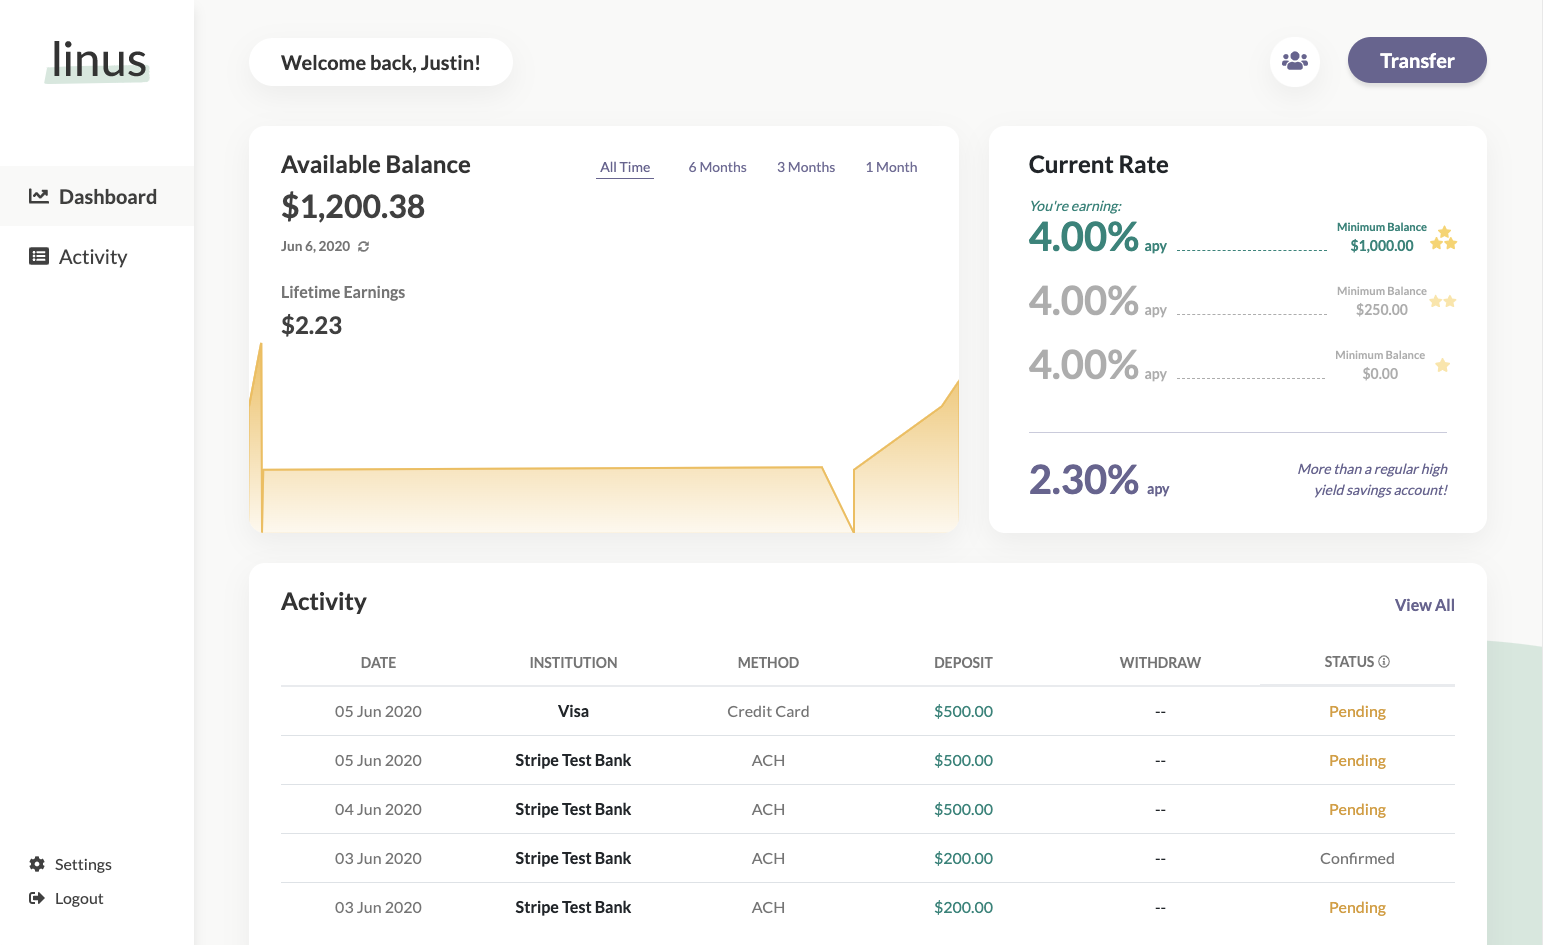 linus
Welcome back, Justin!
Transfer
Dashboard
Activity
Settings
Logout
Available Balance
All Time 6 Months 3 Months 1 Month
$1,200.38
Jun 6, 2020
Lifetime Earnings
$2.23
Current Rate
You're earning:
4.00% apy Minimum Balance
$1,000.00
4.00% apy Minimum Balance
$250.00
4.00% apy Minimum Balance
$0.00
2.30% apy
More than a regular high
yield savings account!
Activity
View All
DATE INSTITUTION METHOD DEPOSIT WITHDRAW STATUS
05 Jun 2020 Visa Credit Card $500.00 -- Pending
05 Jun 2020 Stripe Test Bank ACH $500.00 -- Pending
04 Jun 2020 Stripe Test Bank ACH $500.00 -- Pending
03 Jun 2020 Stripe Test Bank ACH $200.00 -- Confirmed
03 Jun 2020 Stripe Test Bank ACH $200.00 -- Pending